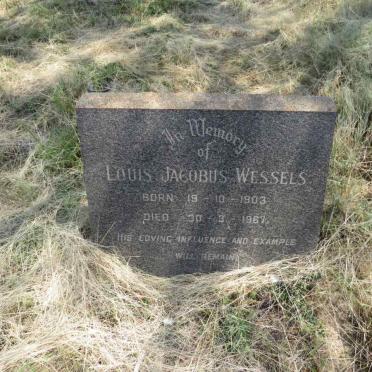 In Memory
of
LOUIS JACOBUS WESSELS
BORN 19-10-1903
DIED 30-3-1967
HIS LOVING INFLUENCE AND EXAMPLE
WILL REMAIN